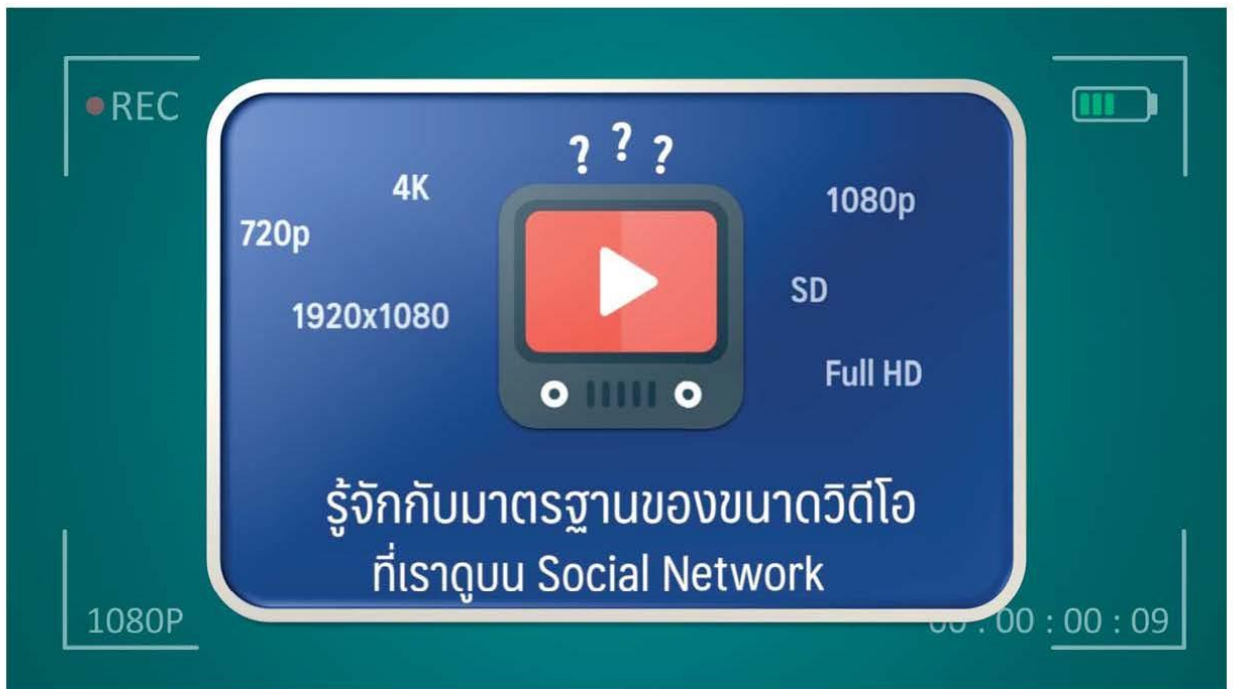 REC
? ? ?
4K
1080p
720p
SD
1920x1080
Full HD
รู้จักกับมาตรฐานของขนาดวิดีโอ
ที่เราดูบน Social Network
1080P
: 00 : 00 : 09